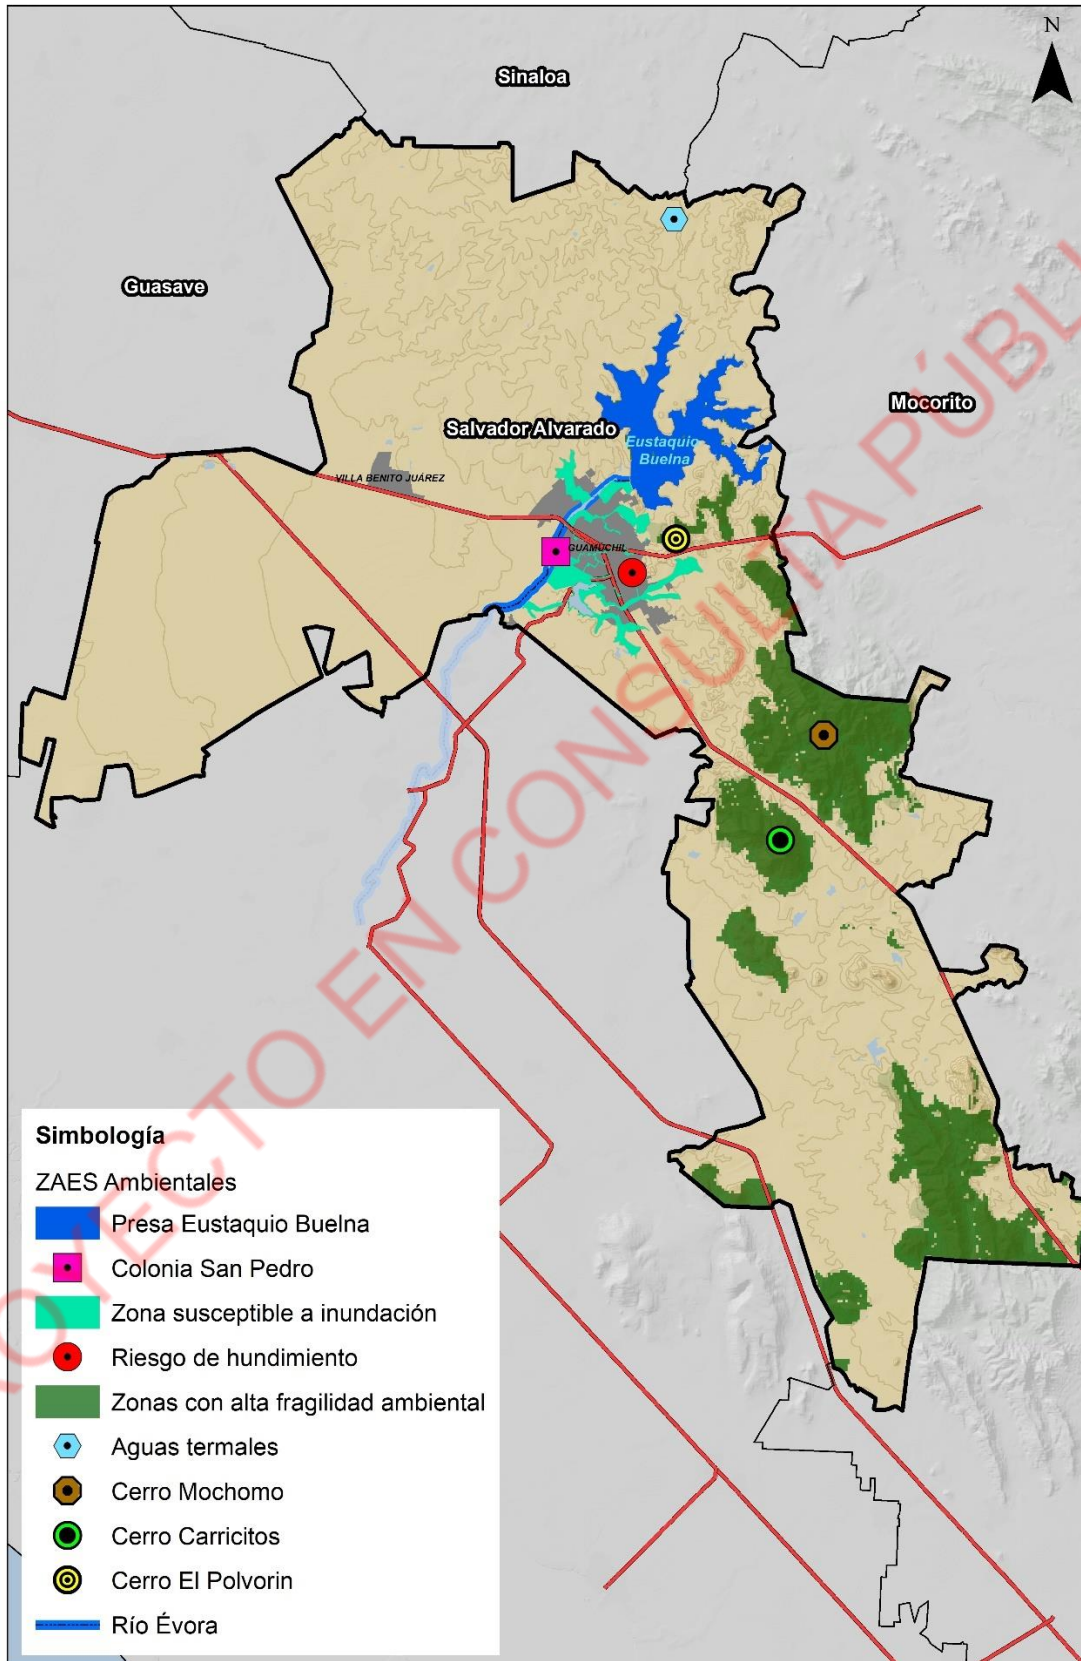 N
Sinaloa
Guasave
Mocorito
Salvador Alvarado
Eustaquio
Buelna
VILLA BENITO JUÁREZ
GUAMUCHIL
PROYECTO EN CONSULTA PÚBLI
Simbología
ZAES Ambientales
Presa Eustaquio Buelna
Colonia San Pedro
Zona susceptible a inundación
Riesgo de hundimiento
Zonas con alta fragilidad ambiental
Aguas termales
Cerro Mochomo
Cerro Carricitos
Cerro El Polvorin
Río Évora